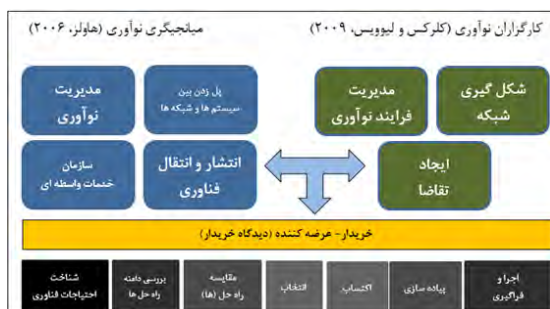 کارگزاران نوآوری (کلرکس و لیوویس، ۲۰۰۹)
میانجیگری نوآوری (هاولز، ۲۰۰۶)
شکل گیری
شبکه
مدیریت
فرایند نوآوری
پل زدن بین
سیستم ها و شبکه ها
مدیریت
نوآوری
ایجاد
تقاضا
انتشار و انتقال
فناوری
سازمان
خدمات واسطه ای
خریدار- عرضه کننده (دیدگاه خریدار)
اجرا و
فراگیری
پیاده سازی
اکتساب
انتخاب
مقایسه
راه حل (ها)
بررسی دامنه
راه حل ها
شناخت
احتیاجات فناوری